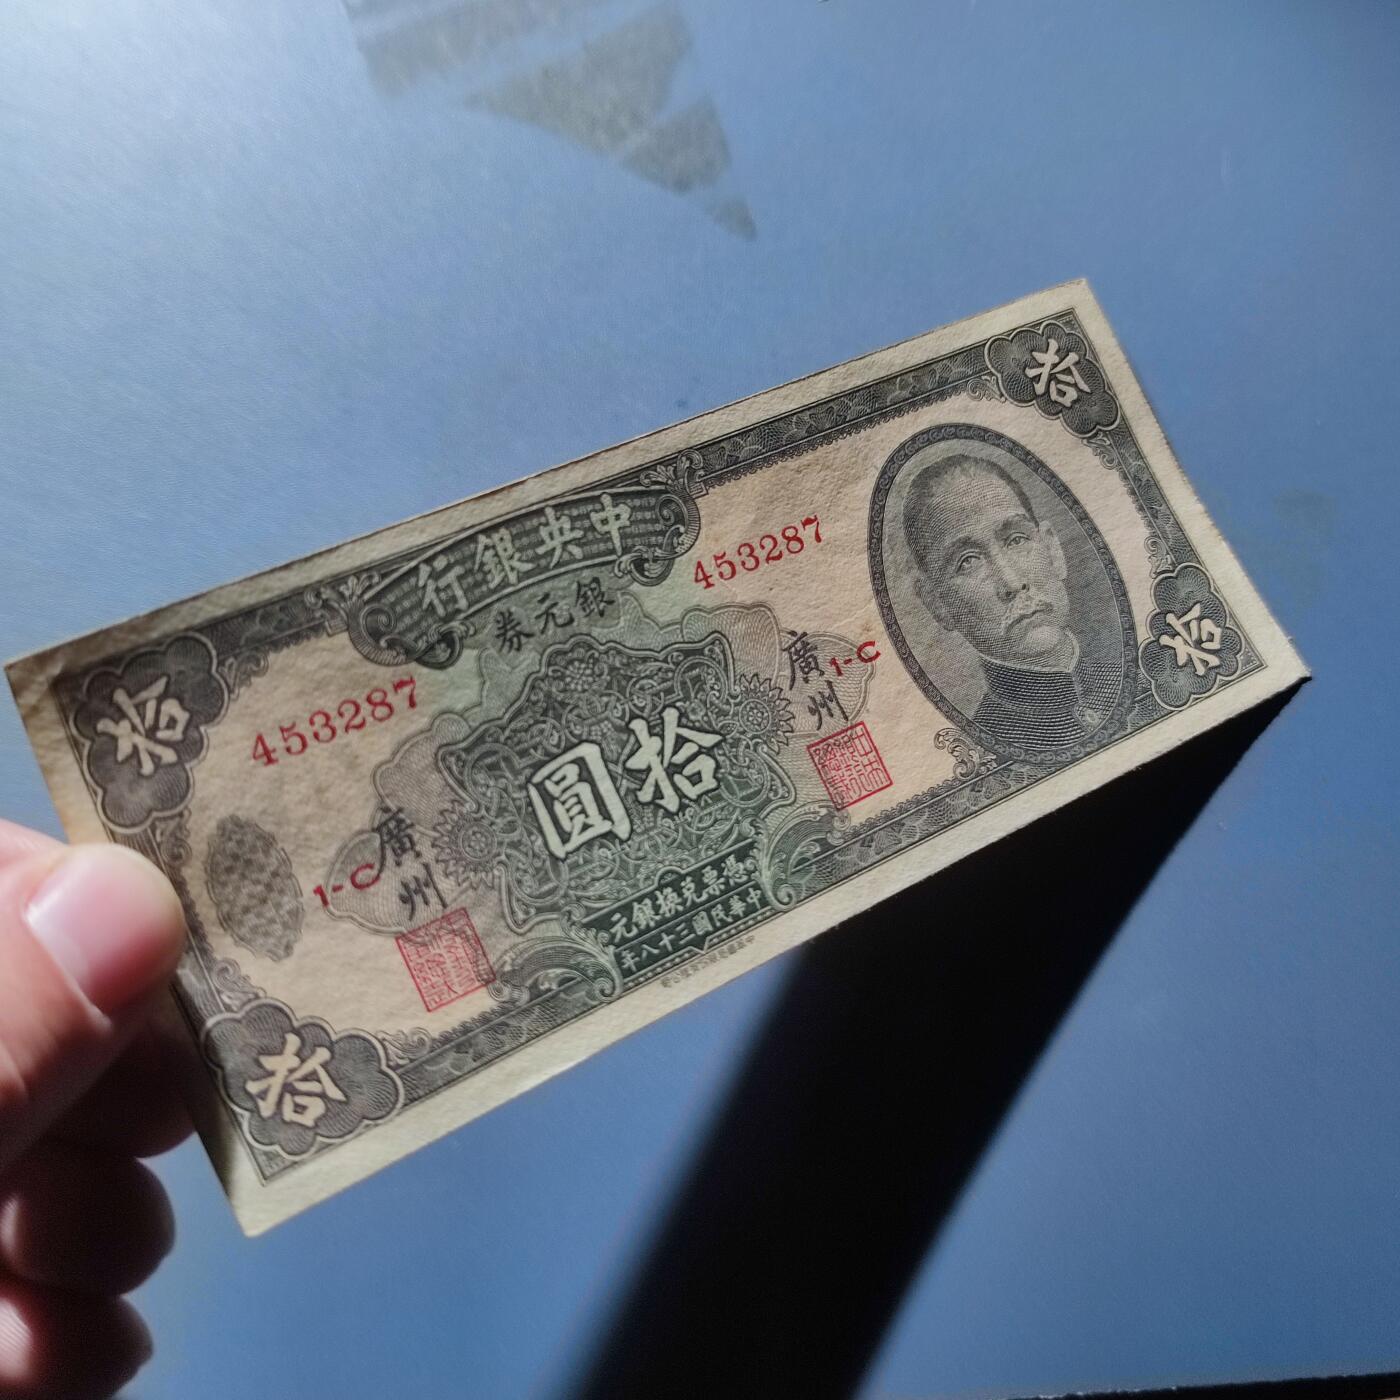 中央銀行
銀元券
453287
453287
拾
拾
拾圓
廣州
1-C
廣州
1-C
憑票兌換銀元
中華民國三十八年
拾
拾